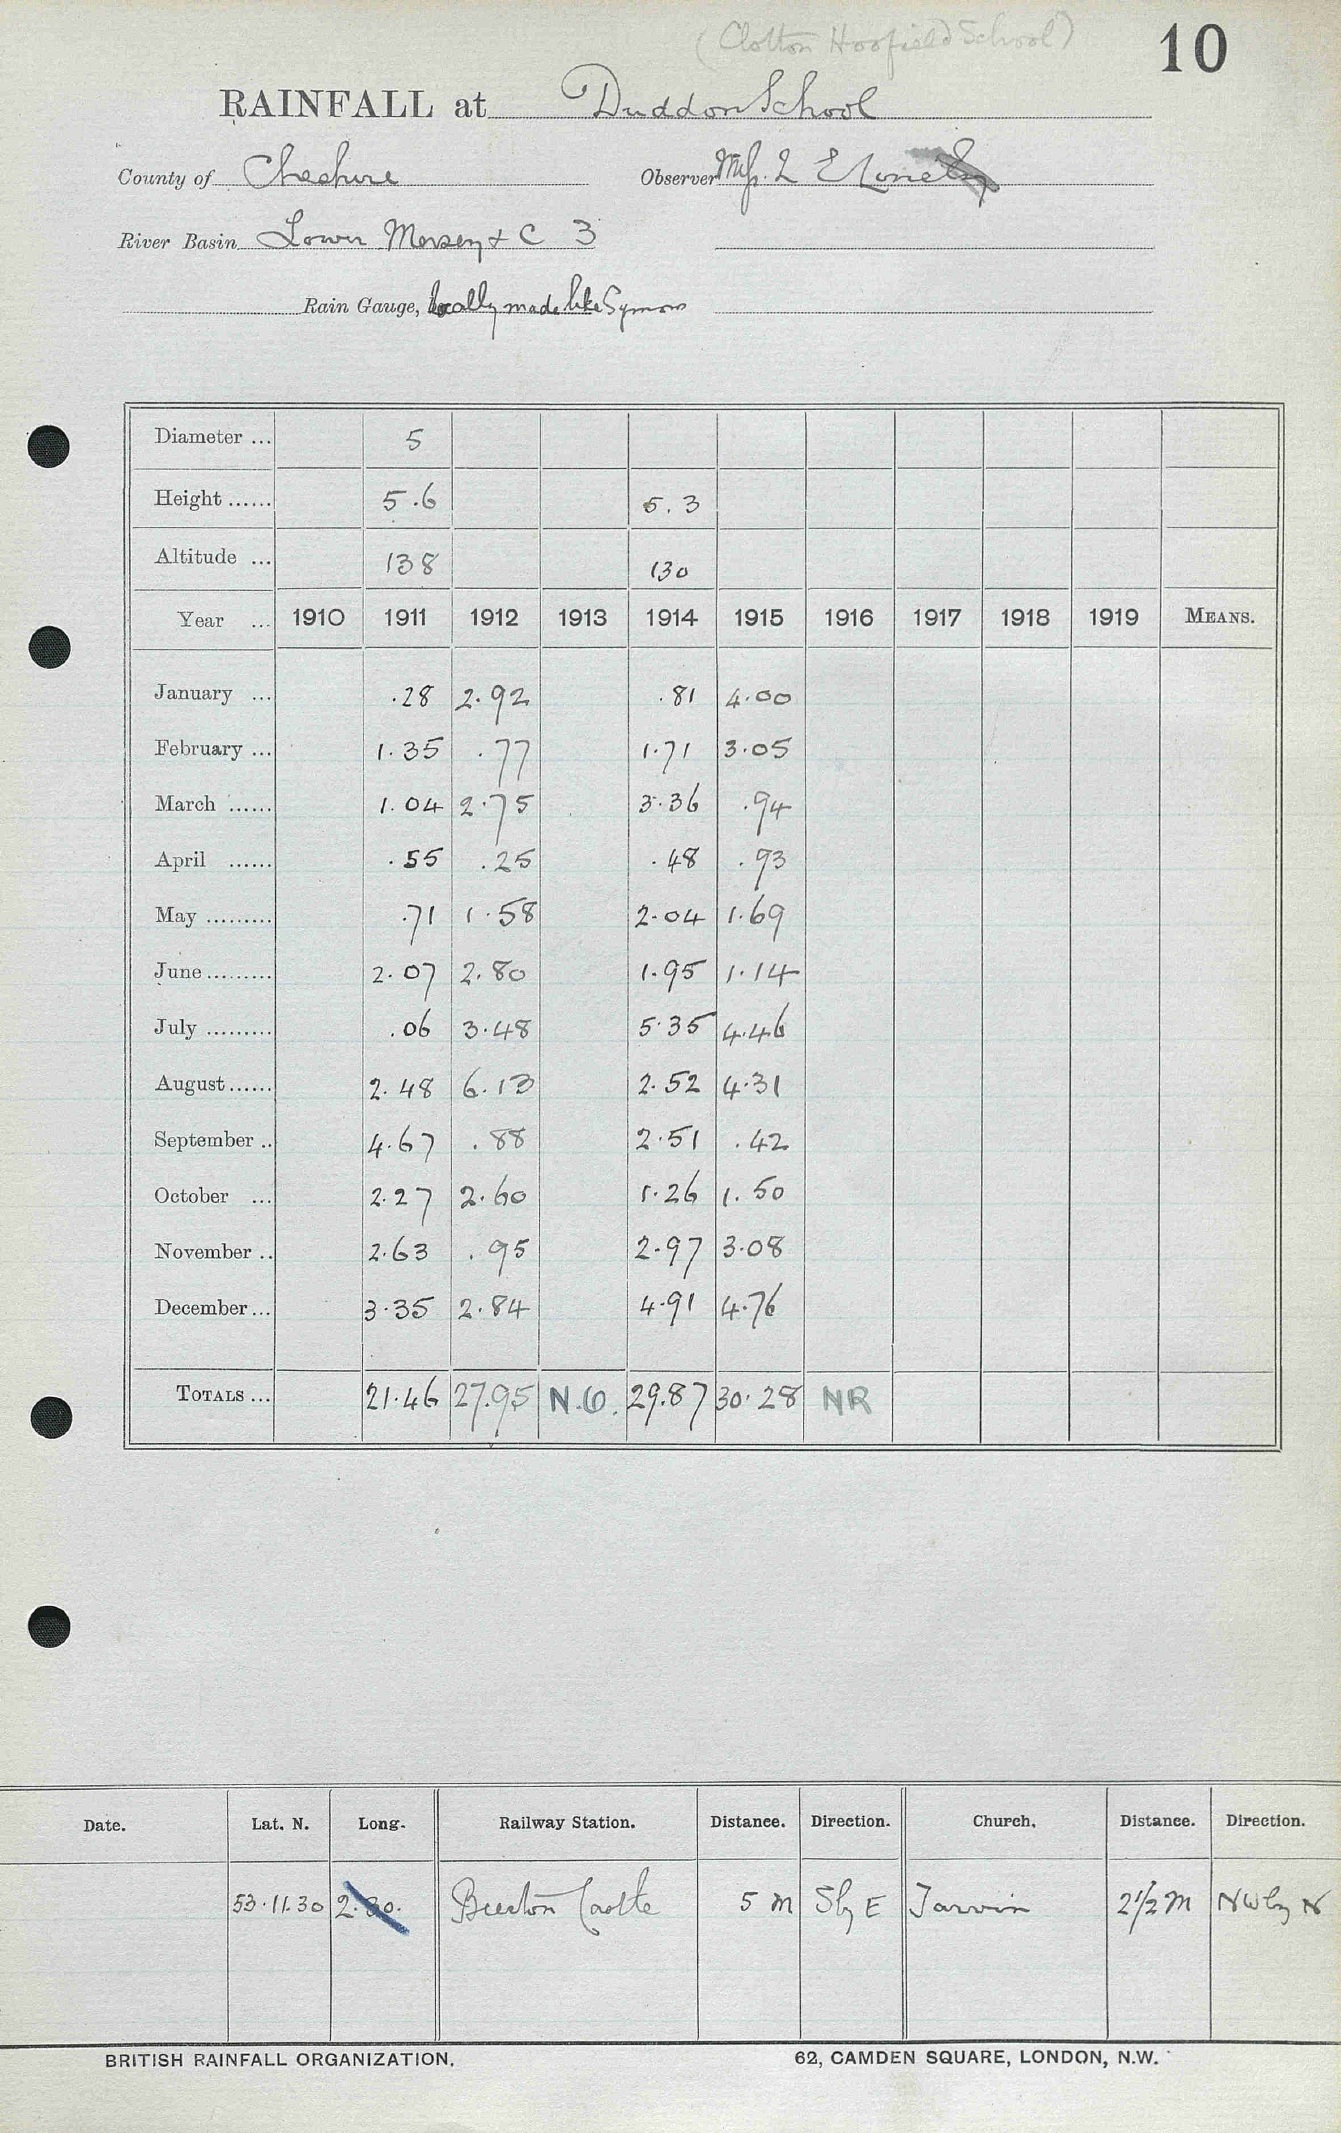 (Clotton Hoofield School)
10
RAINFALL at Duddon School
County of Cheshire Observer Miss. L E
River Basin Lower Mersey & C 3
Rain Gauge, locally made like Symons
Diameter ... 5
Height ...... 5.6 5.3
Altitude ... 138 130
Year ... 1910 1911 1912 1913 1914 1915 1916 1917 1918 1919 MEANS.
January ... .28 2.92 .81 4.00
February ... 1.35 .77 1.71 3.05
March ...... 1.04 2.75 3.36 .94
April ...... .55 .25 .48 .93
May ......... .71 1.58 2.04 1.69
June ......... 2.07 2.80 1.95 1.14
July ......... .06 3.48 5.35 4.46
August ...... 2.48 6.13 2.52 4.31
September .. 4.67 .88 2.51 .42
October ... 2.27 2.60 1.26 1.50
November .. 2.63 .95 2.97 3.08
December ... 3.35 2.84 4.91 4.76
TOTALS ... 21.46 27.95 N.O. 29.87 30.28 NR
Date. Lat. N. Long. Railway Station. Distance. Direction. Church. Distance. Direction.
53.11.30 2. Beeston Castle 5 M S by E Tarvin 2 1/2 M NW by N
BRITISH RAINFALL ORGANIZATION. 62, CAMDEN SQUARE, LONDON, N.W.